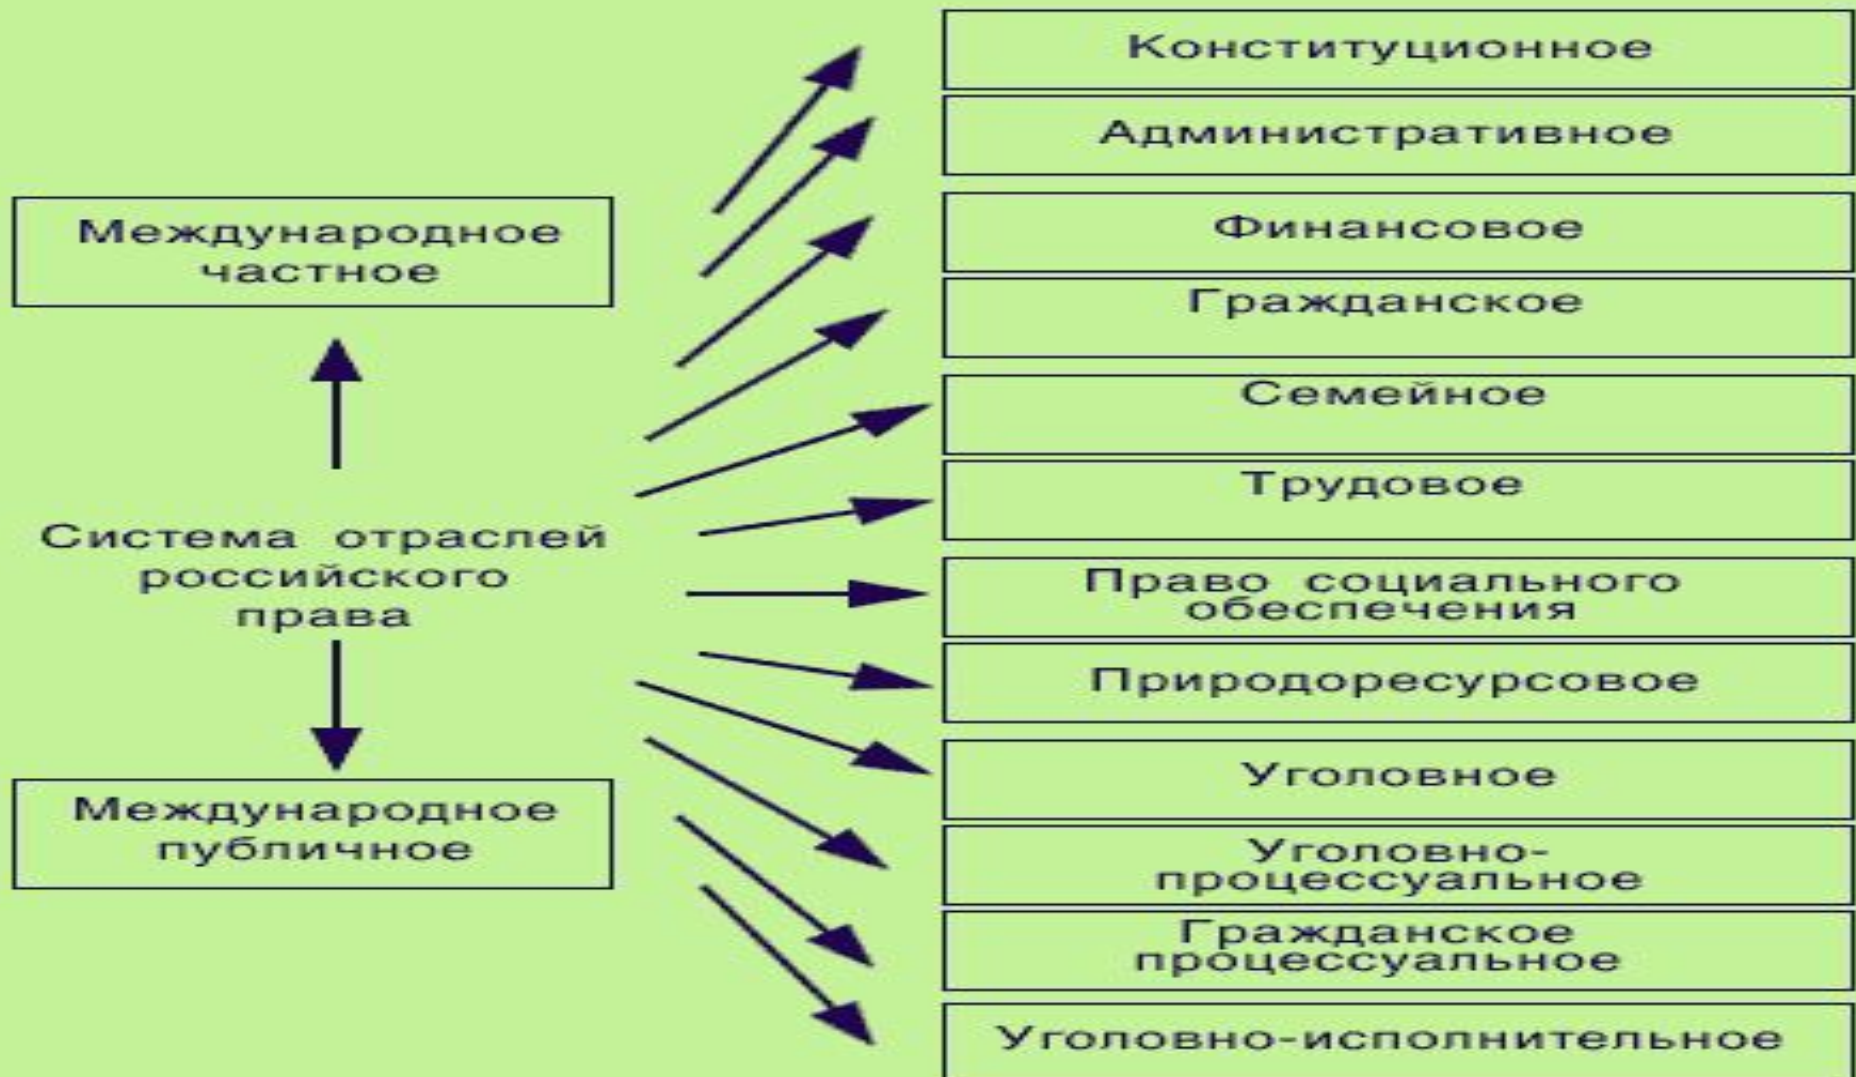 Международное
частное
Система отраслей
российского
права
Международное
публичное
Конституционное
Административное
Финансовое
Гражданское
Семейное
Трудовое
Право социального
обеспечения
Природоресурсовое
Уголовное
Уголовно-
процессуальное
Гражданское
процессуальное
Уголовно-исполнительное